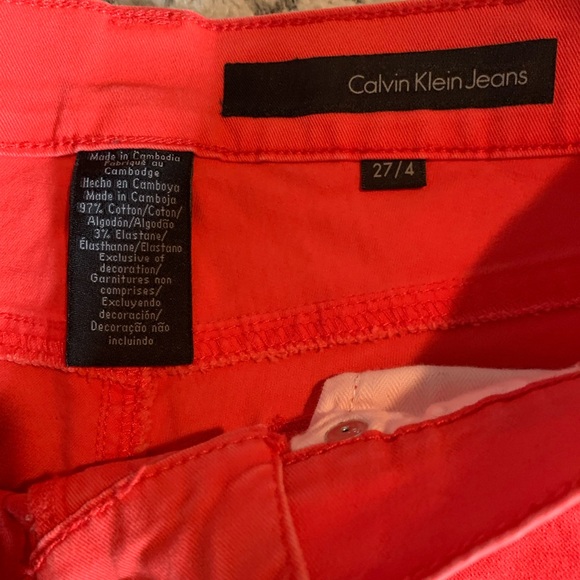 Calvin Klein Jeans
27/4
Made in Cambodia
Fabriqué au
Cambodge
Hecho en Camboya
Made in Camboja
97% Cotton/Coton/
Algodón/Algodão
3% Elastane/
Élasthanne/Elastano
Exclusive of
decoration/
Garnitures non
comprises/
Excluyendo
decoración/
Decoração não
incluindo